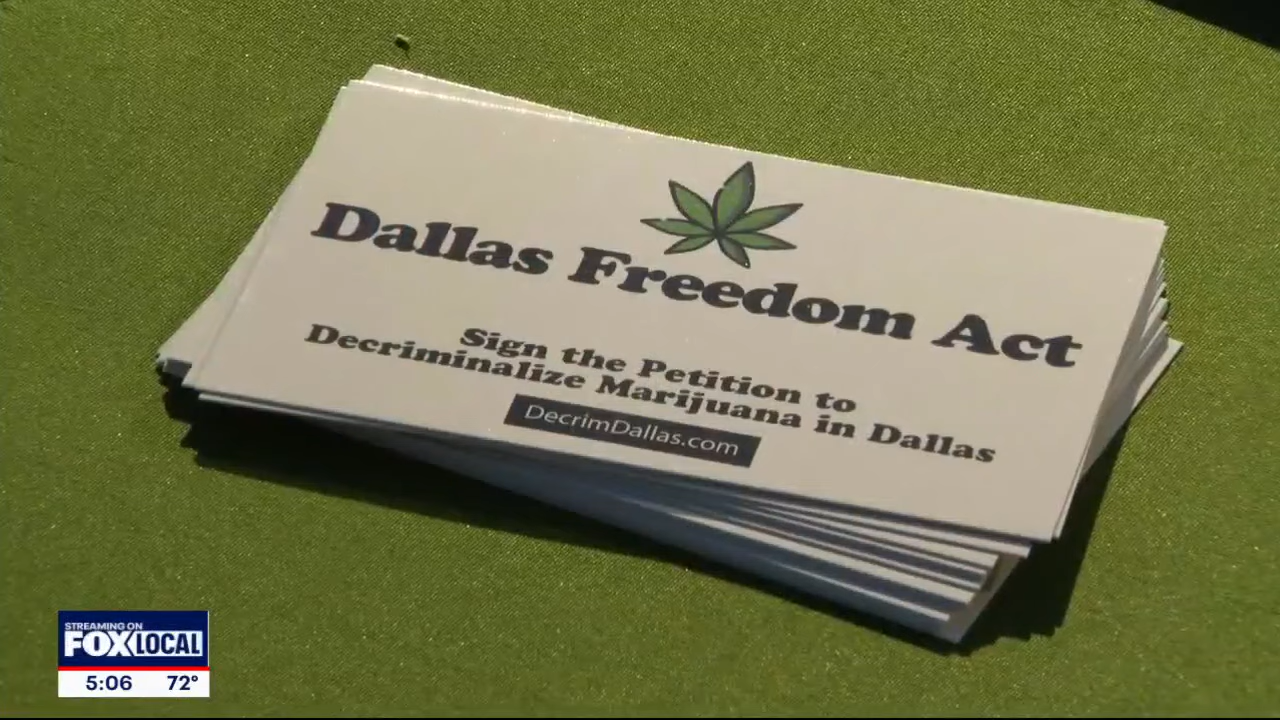 Dallas Freedom Act
Sign the Petition to
Decriminalize Marijuana in Dallas
DecrimDallas.com
STREAMING ON
FOX LOCAL
5:06 72°